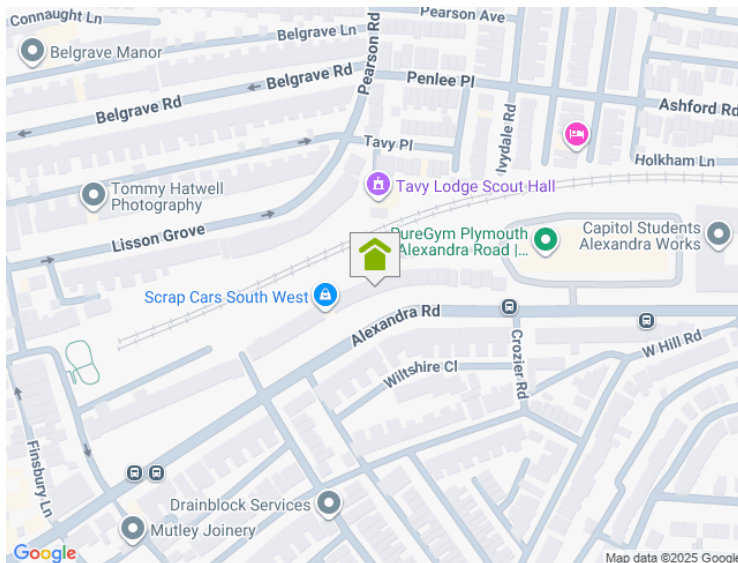 Connaught Ln
Pearson Ave
Belgrave Manor
Belgrave Ln
Pearson Rd
Belgrave Rd
Penlee Pl
Belgrave Rd
Ashford Rd
Ivydale Rd
Tavy Pl
Holkham Ln
Tommy Hatwell
Photography
Tavy Lodge Scout Hall
Lisson Grove
PureGym Plymouth
Alexandra Road |...
Capitol Students
Alexandra Works
Scrap Cars South West
Alexandra Rd
Crozier Rd
W Hill Rd
Wiltshire Cl
Finsbury Ln
Drainblock Services
Mutley Joinery
Google
Map data ©2025 Google